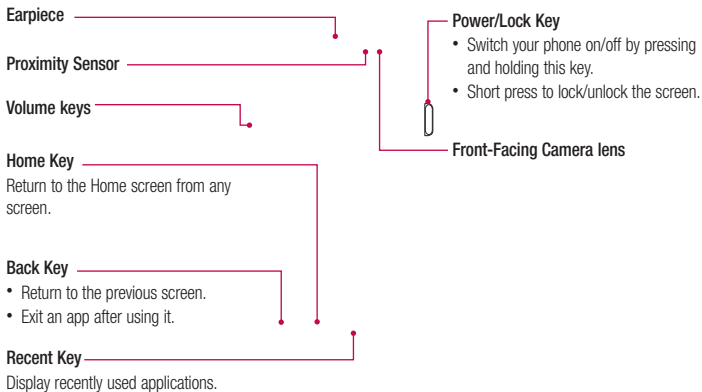 Earpiece
Proximity Sensor
Volume keys
Home Key
Return to the Home screen from any
screen.
Back Key
• Return to the previous screen.
• Exit an app after using it.
Recent Key
Display recently used applications.
Power/Lock Key
• Switch your phone on/off by pressing
and holding this key.
• Short press to lock/unlock the screen.
Front-Facing Camera lens